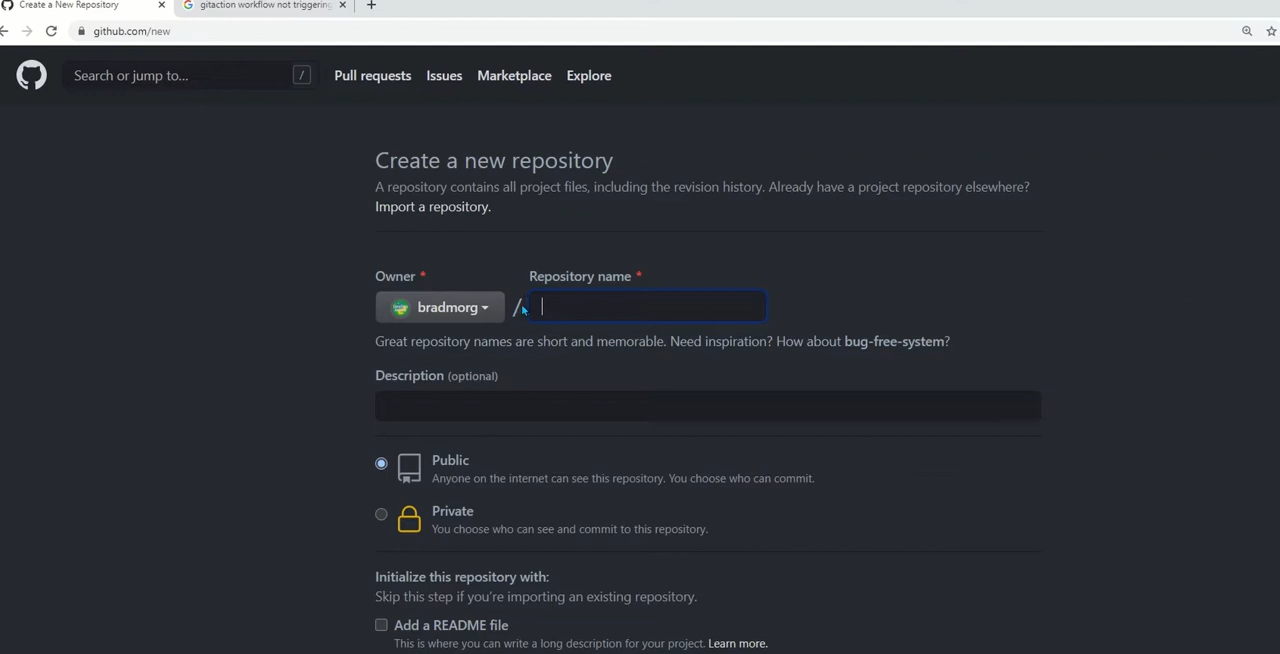 Create a New Repository
gitaction workflow not triggering
github.com/new
Search or jump to...
/
Pull requests
Issues
Marketplace
Explore
Create a new repository
A repository contains all project files, including the revision history. Already have a project repository elsewhere?
Import a repository.
Owner *
Repository name *
bradmorg
/
Great repository names are short and memorable. Need inspiration? How about bug-free-system?
Description (optional)
Public
Anyone on the internet can see this repository. You choose who can commit.
Private
You choose who can see and commit to this repository.
Initialize this repository with:
Skip this step if you're importing an existing repository.
Add a README file
This is where you can write a long description for your project. Learn more.